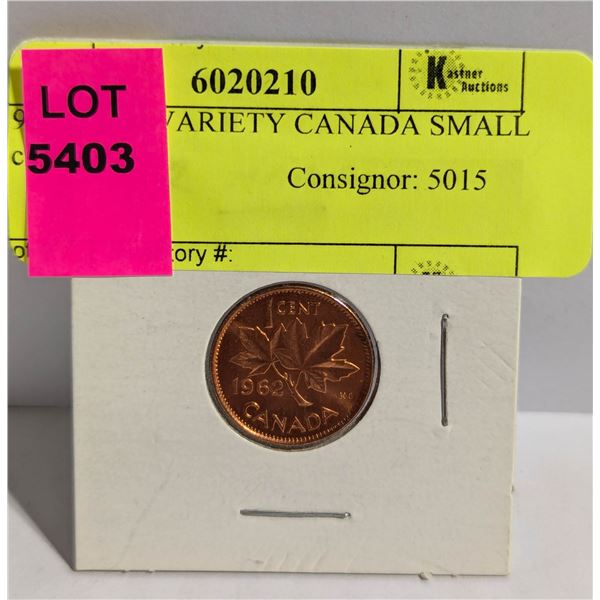 6020210
Kastner
Auctions
LOT
5403
VARIETY CANADA SMALL
Consignor: 5015
tory #:
1 CENT
1962
CANADA